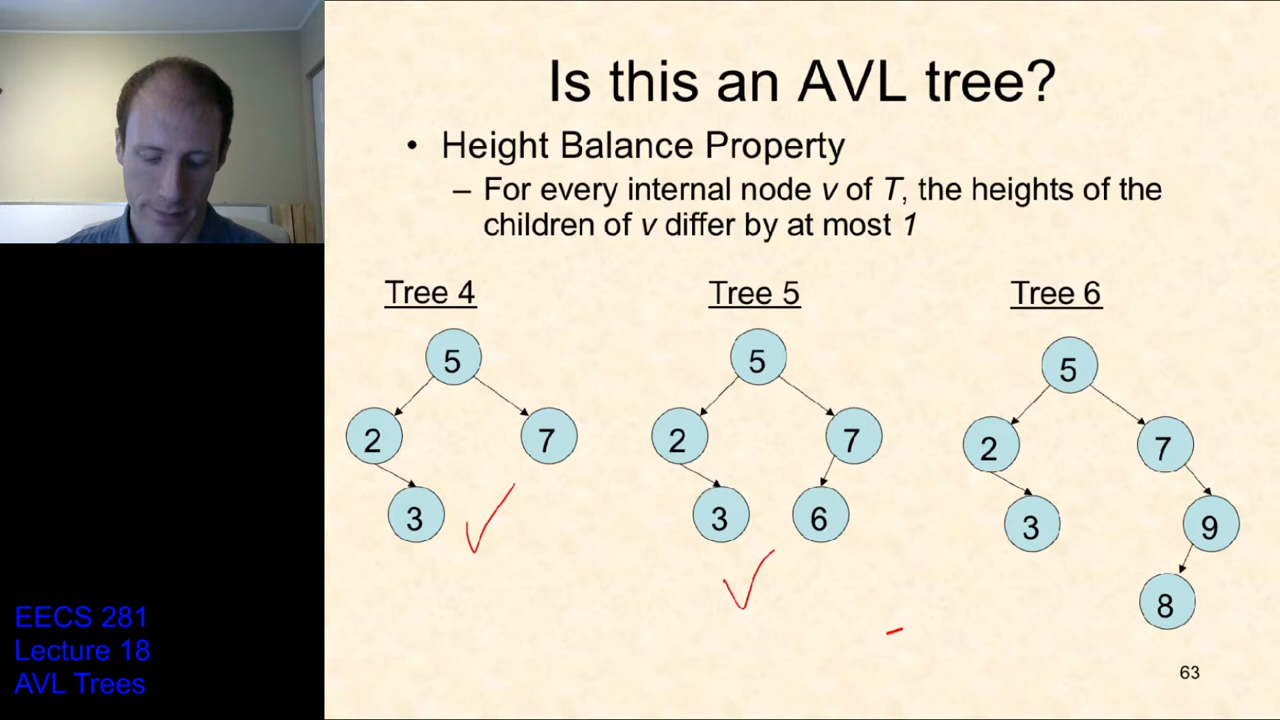 Is this an AVL tree?
• Height Balance Property
– For every internal node v of T, the heights of the
children of v differ by at most 1
Tree 4
5
2
7
3
Tree 5
5
2
7
3
6
Tree 6
5
2
7
3
9
8
EECS 281
Lecture 18
AVL Trees
63